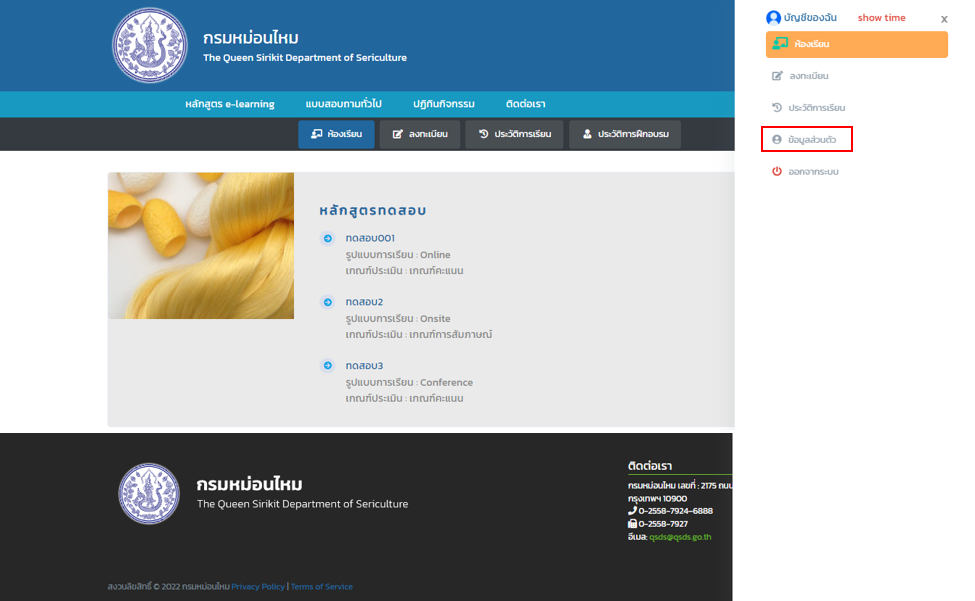 กรมหม่อนไหม
The Queen Sirikit Department of Sericulture
หลักสูตร e-learning แบบสอบถามทั่วไป ปฏิทินกิจกรรม ติดต่อเรา
ห้องเรียน ลงทะเบียน ประวัติการเรียน ประวัติการฝึกอบรม
บัญชีของฉัน show time x
ห้องเรียน
ลงทะเบียน
ประวัติการเรียน
ข้อมูลส่วนตัว
ออกจากระบบ
หลักสูตรทดสอบ
ทดสอบ001
รูปแบบการเรียน : Online
เกณฑ์ประเมิน : เกณฑ์คะแนน
ทดสอบ2
รูปแบบการเรียน : Onsite
เกณฑ์ประเมิน : เกณฑ์การสัมภาษณ์
ทดสอบ3
รูปแบบการเรียน : Conference
เกณฑ์ประเมิน : เกณฑ์คะแนน
กรมหม่อนไหม
The Queen Sirikit Department of Sericulture
ติดต่อเรา
กรมหม่อนไหม เลขที่ : 2175 ถนน
กรุงเทพฯ 10900
0-2558-7924-6888
0-2558-7927
อีเมล: qsds@qsds.go.th
สงวนลิขสิทธิ์ © 2022 กรมหม่อนไหม Privacy Policy | Terms of Service